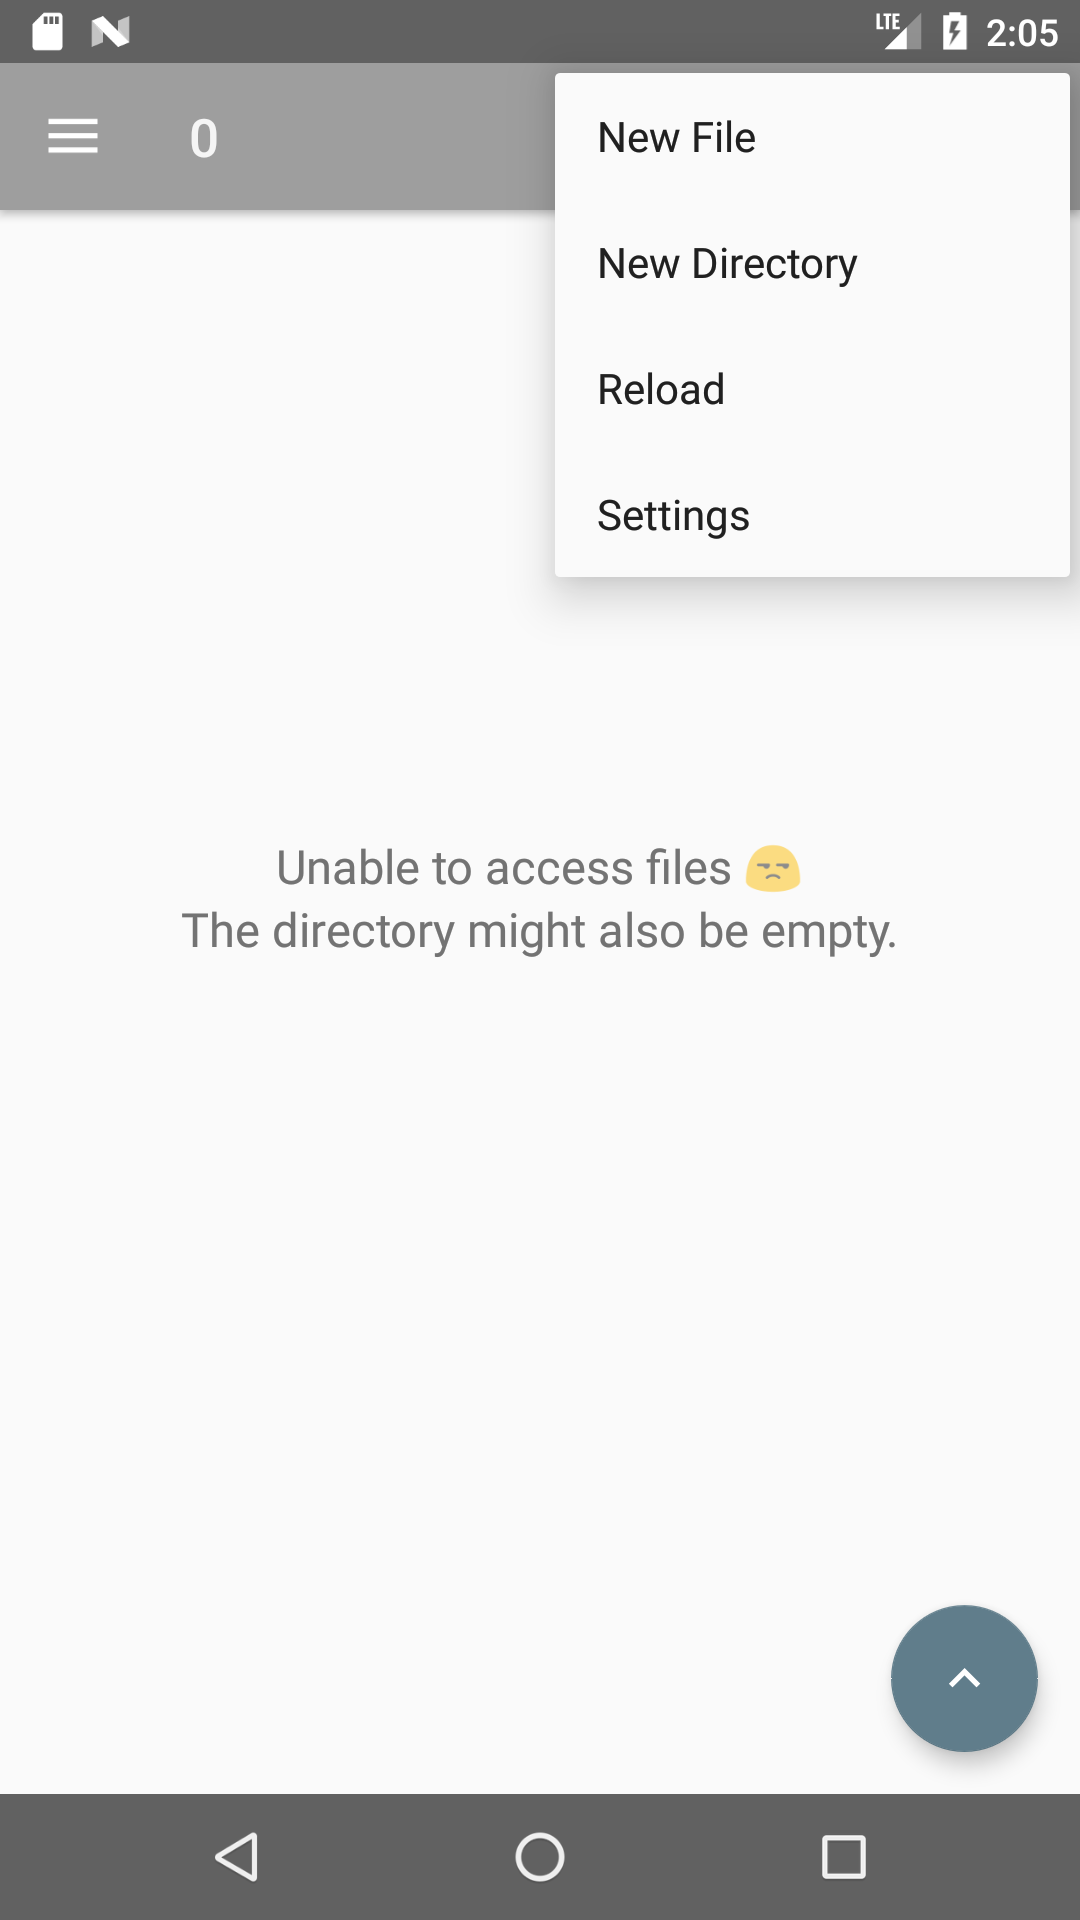 LTE 2:05
0
New File
New Directory
Reload
Settings
Unable to access files 😒
The directory might also be empty.